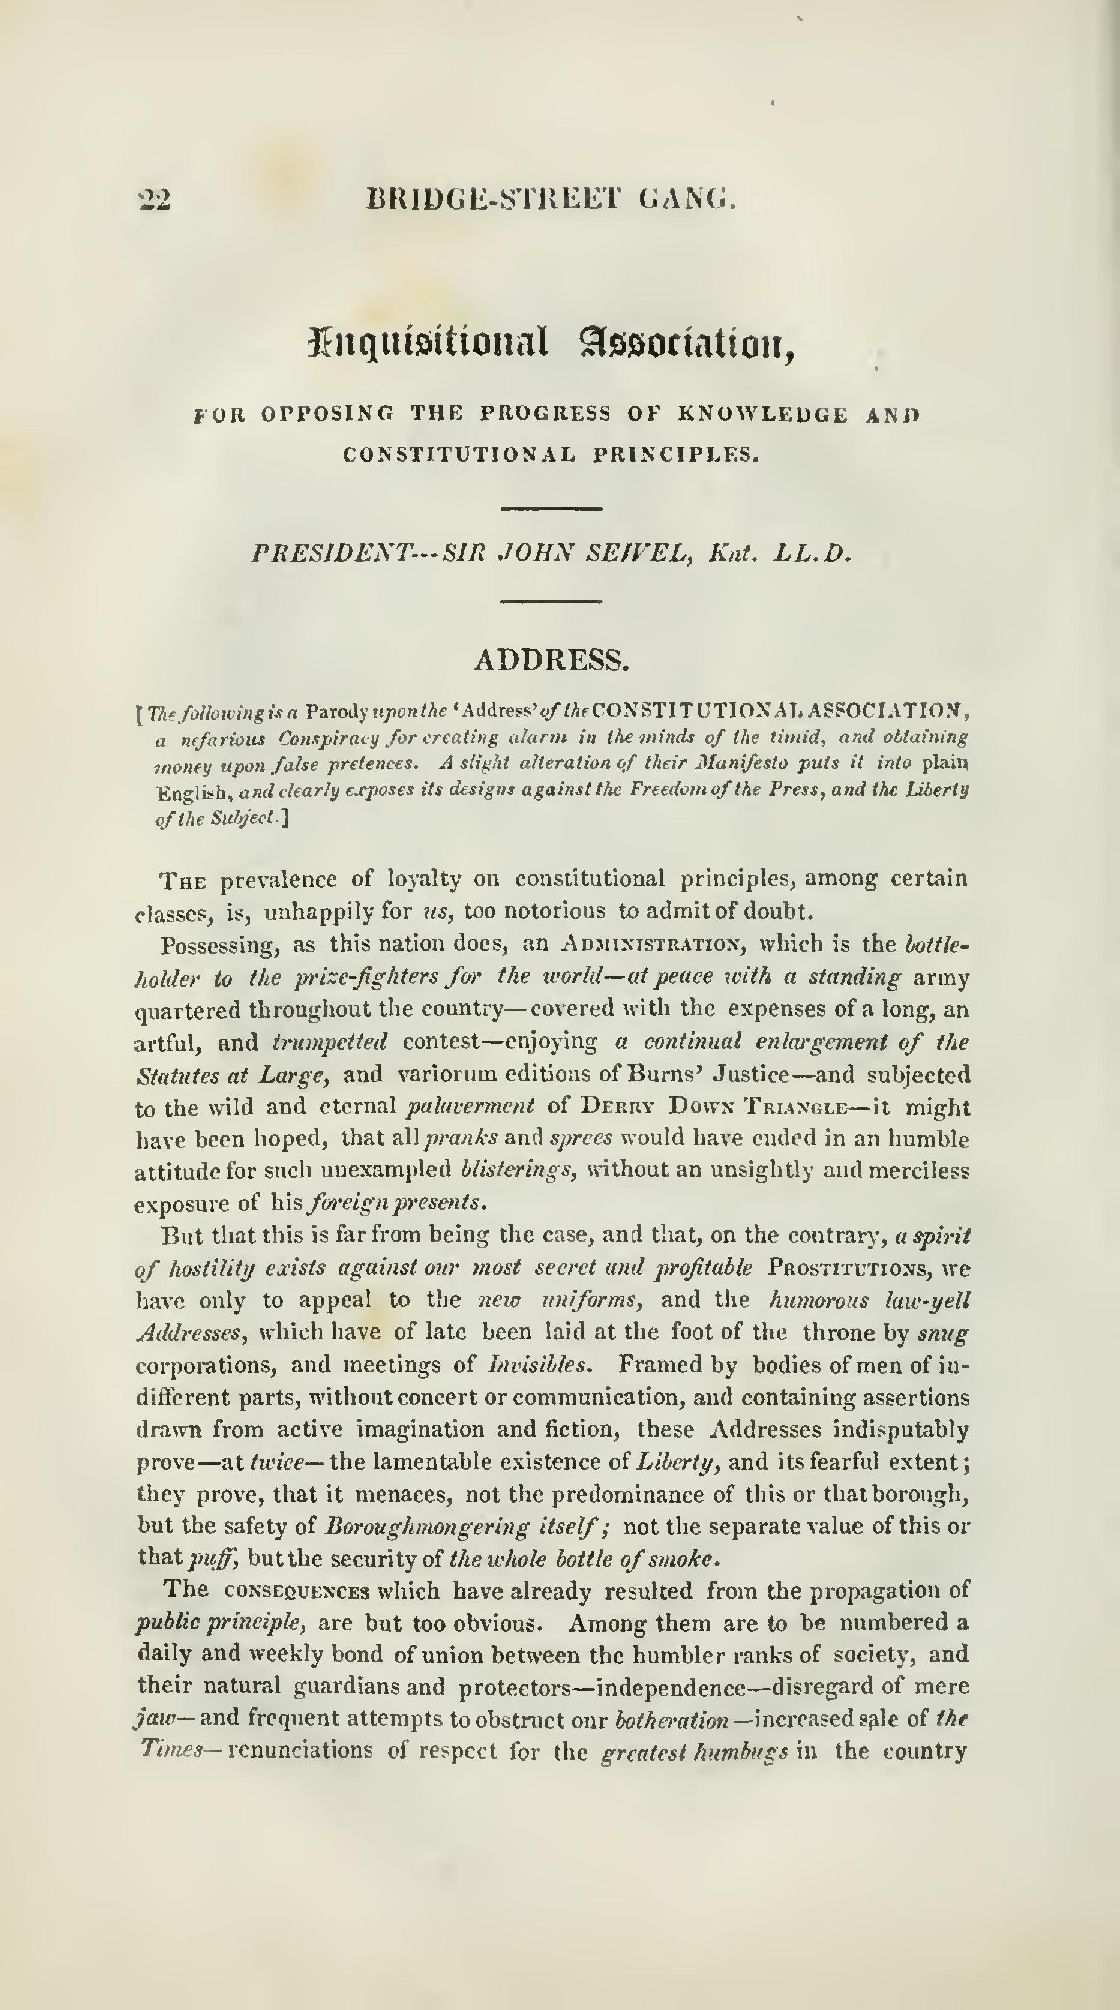 22 BRIDGE-STREET GANG.
Inquisitional Association,
FOR OPPOSING THE PROGRESS OF KNOWLEDGE AND
CONSTITUTIONAL PRINCIPLES.
PRESIDENT---SIR JOHN SEWEL, Knt. LL.D.
ADDRESS.
[The following is a Parody upon the ‘Address’ of the CONSTITUTIONAL ASSOCIATION,
a nefarious Conspiracy for creating alarm in the minds of the timid, and obtaining
money upon false pretences. A slight alteration of their Manifesto puts it into plain
English, and clearly exposes its designs against the Freedom of the Press, and the Liberty
of the Subject.]
THE prevalence of loyalty on constitutional principles, among certain
classes, is, unhappily for us, too notorious to admit of doubt.
Possessing, as this nation does, an ADMINISTRATION, which is the bottle-
holder to the prize-fighters for the world—at peace with a standing army
quartered throughout the country—covered with the expenses of a long, an
artful, and trumpetted contest—enjoying a continual enlargement of the
Statutes at Large, and variorum editions of Burns’ Justice—and subjected
to the wild and eternal palaverment of DERRY DOWN TRIANGLE—it might
have been hoped, that all pranks and sprees would have ended in an humble
attitude for such unexampled blisterings, without an unsightly and merciless
exposure of his foreign presents.
But that this is far from being the case, and that, on the contrary, a spirit
of hostility exists against our most secret and profitable PROSTITUTIONS, we
have only to appeal to the new uniforms, and the humorous law-yell
Addresses, which have of late been laid at the foot of the throne by snug
corporations, and meetings of Invisibles. Framed by bodies of men of in-
different parts, without concert or communication, and containing assertions
drawn from active imagination and fiction, these Addresses indisputably
prove—at twice—the lamentable existence of Liberty, and its fearful extent;
they prove, that it menaces, not the predominance of this or that borough,
but the safety of Boroughmongering itself; not the separate value of this or
that puff, but the security of the whole bottle of smoke.
The CONSEQUENCES which have already resulted from the propagation of
public principle, are but too obvious. Among them are to be numbered a
daily and weekly bond of union between the humbler ranks of society, and
their natural guardians and protectors—independence—disregard of mere
jaw—and frequent attempts to obstruct our botheration—increased sale of the
Times—renunciations of respect for the greatest humbugs in the country